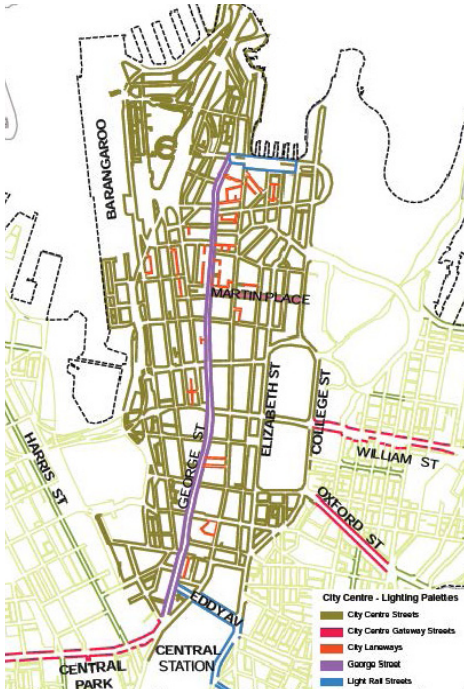 BARANGAROO
MARTIN PLACE
ELIZABETH ST
COLLEGE ST
GEORGE ST
HARRIS ST
WILLIAM ST
OXFORD ST
EDDY AV
CENTRAL
STATION
CENTRAL
PARK
City Centre - Lighting Palettes
City Centre Streets
City Centre Gateway Streets
City Laneways
George Street
Light Rail Streets